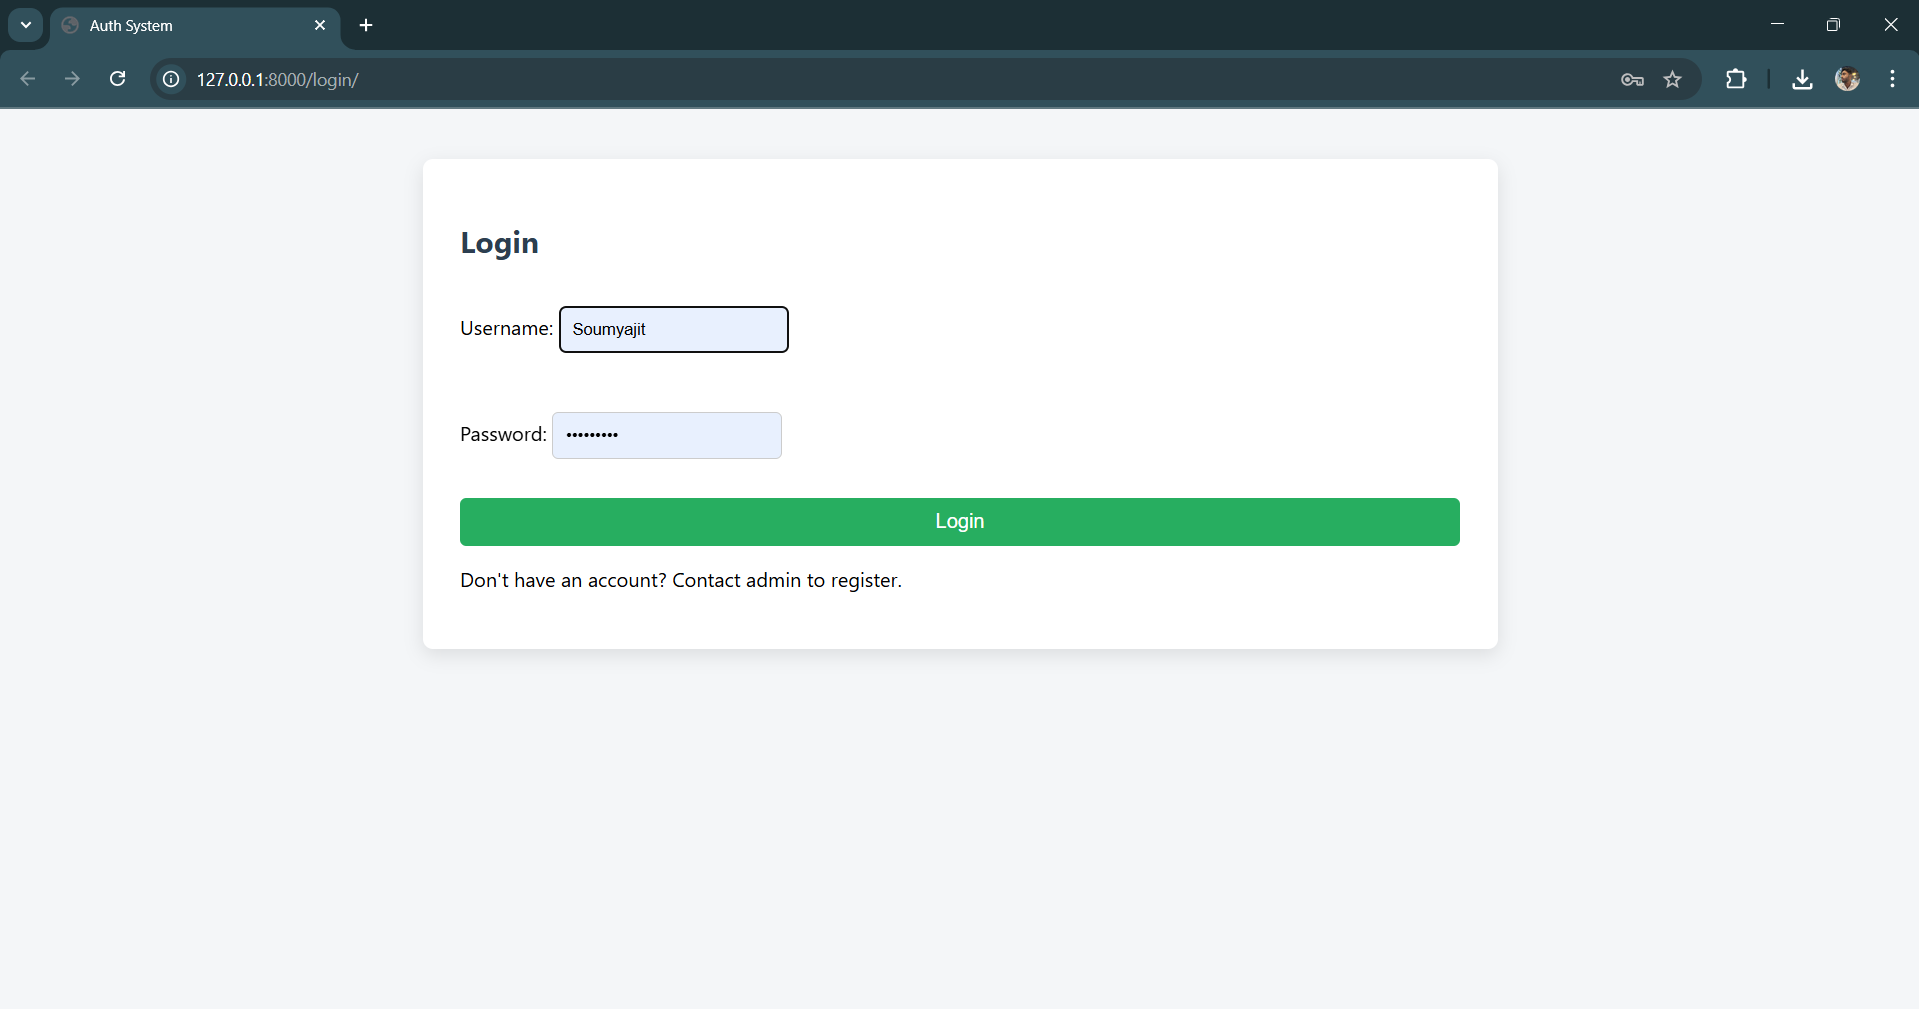 Auth System
127.0.0.1:8000/login/
Login
Username: Soumyajit
Password: •••••••••
Login
Don't have an account? Contact admin to register.